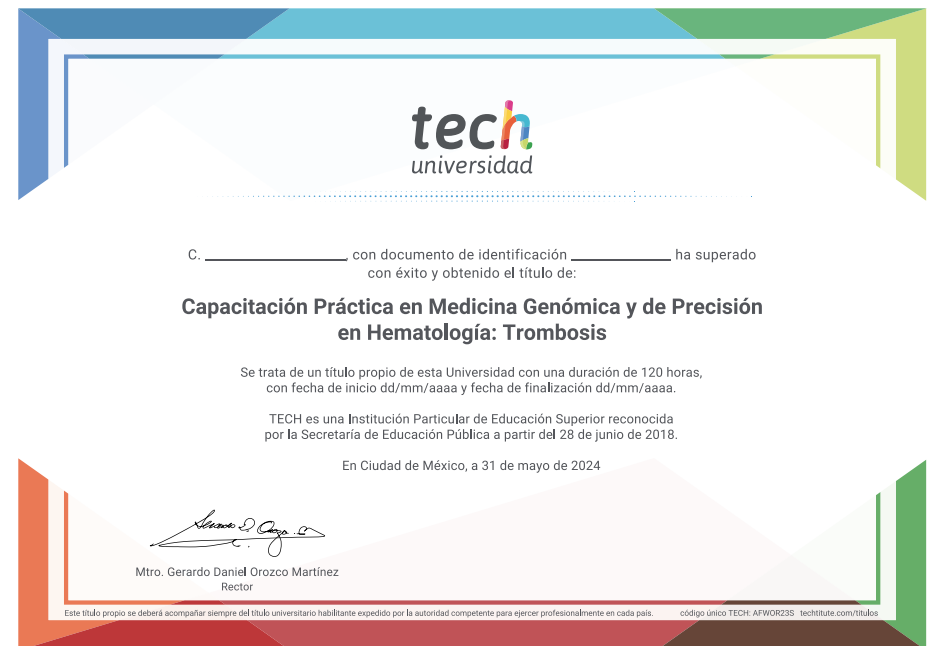 tech
universidad
C. ____________________, con documento de identificación ______________ ha superado
con éxito y obtenido el título de:
Capacitación Práctica en Medicina Genómica y de Precisión
en Hematología: Trombosis
Se trata de un título propio de esta Universidad con una duración de 120 horas,
con fecha de inicio dd/mm/aaaa y fecha de finalización dd/mm/aaaa.
TECH es una Institución Particular de Educación Superior reconocida
por la Secretaría de Educación Pública a partir del 28 de junio de 2018.
En Ciudad de México, a 31 de mayo de 2024
Mtro. Gerardo Daniel Orozco Martínez
Rector
Este título propio se deberá acompañar siempre del título universitario habilitante expedido por la autoridad competente para ejercer profesionalmente en cada país. código único TECH: AFWOR23S techtitute.com/titulos